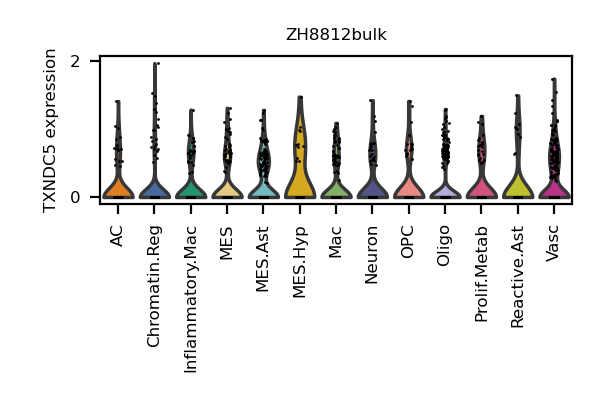 ZH8812bulk
TXNDC5 expression
2
0
AC
Chromatin.Reg
Inflammatory.Mac
MES
MES.Ast
MES.Hyp
Mac
Neuron
OPC
Oligo
Prolif.Metab
Reactive.Ast
Vasc